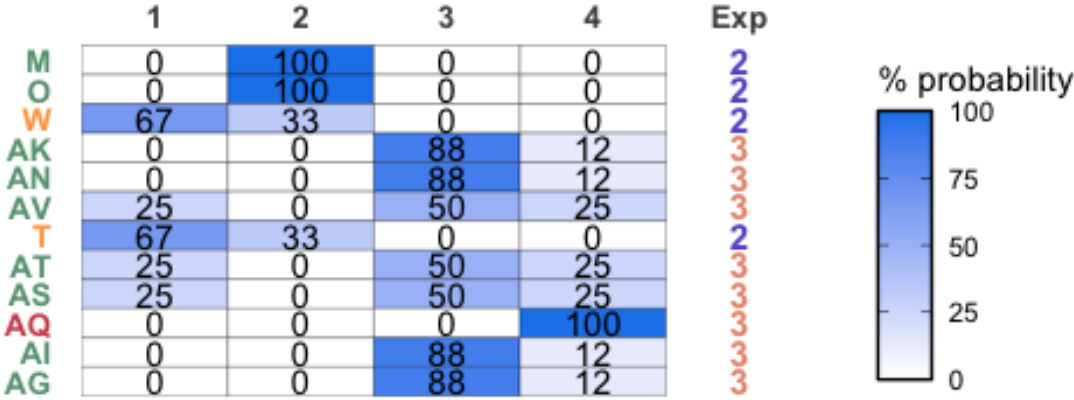 1 2 3 4 Exp
M 0 100 0 0 2
O 0 100 0 0 2
W 67 33 0 0 2
AK 0 0 88 12 3
AN 0 0 88 12 3
AV 25 0 50 25 3
T 67 33 0 0 2
AT 25 0 50 25 3
AS 25 0 50 25 3
AQ 0 0 0 100 3
AI 0 0 88 12 3
AG 0 0 88 12 3
% probability
100
75
50
25
0